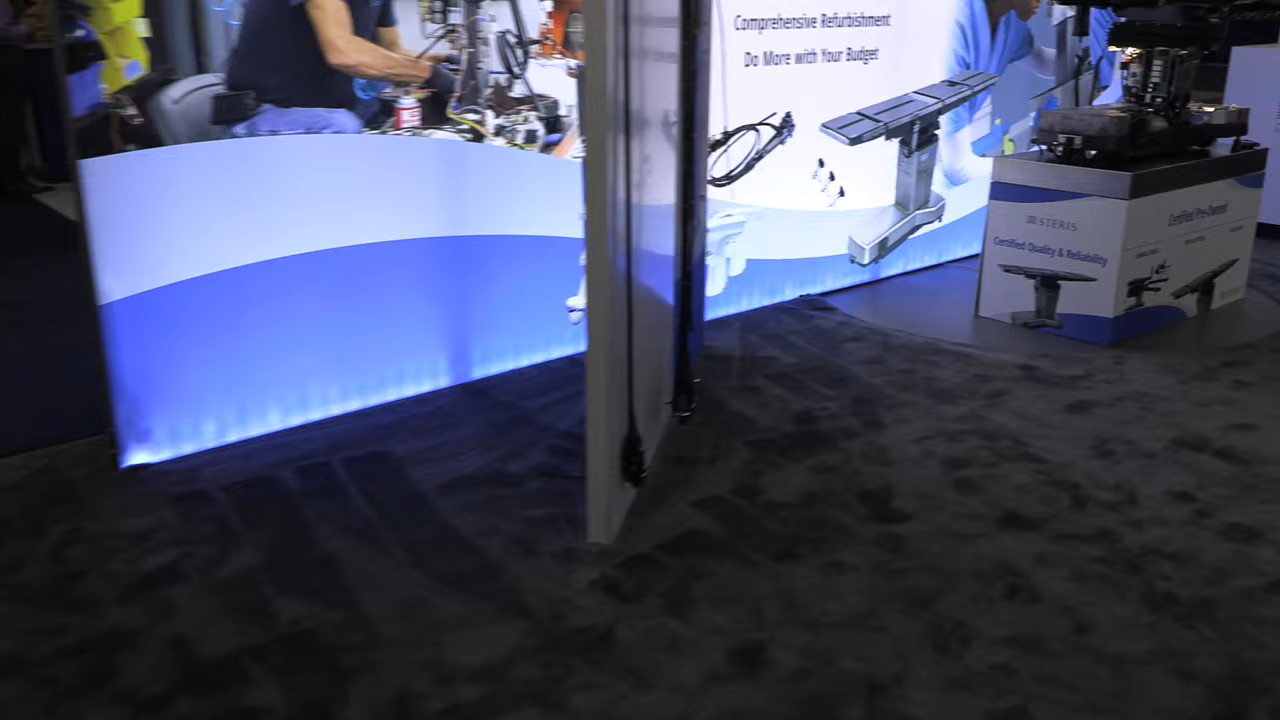 Comprehensive Refurbishment
Do More with Your Budget
STERIS
Certified Quality & Reliability
Certified Pre-Owned